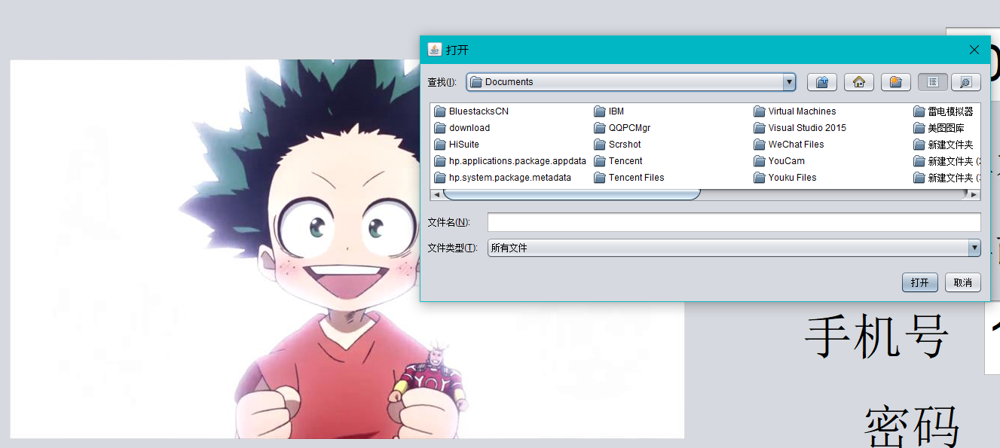 打开
查找(I):
Documents
BluestacksCN
download
HiSuite
hp.applications.package.appdata
hp.system.package.metadata
IBM
QQPCMgr
Scrshot
Tencent
Tencent Files
Virtual Machines
Visual Studio 2015
WeChat Files
YouCam
Youku Files
雷电模拟器
美图图库
新建文件夹
新建文件夹 (
新建文件夹 (
文件名(N):
文件类型(T):
所有文件
打开
取消
手机号
密码